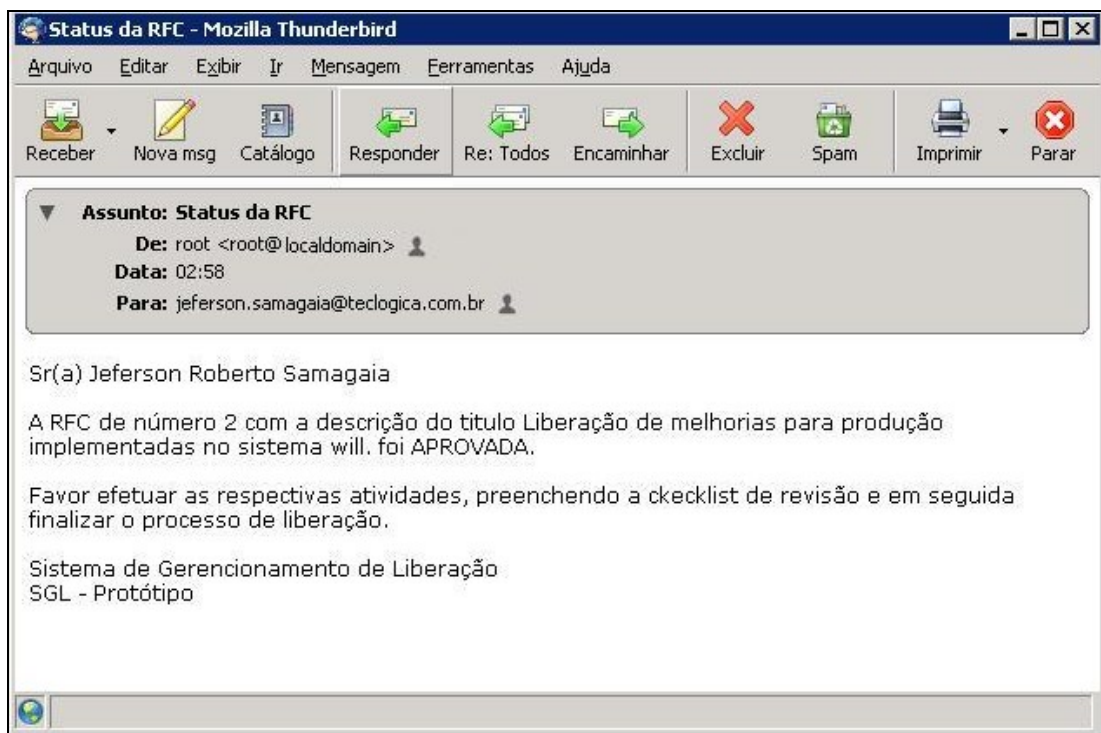 Status da RFC - Mozilla Thunderbird
Arquivo Editar Exibir Ir Mensagem Ferramentas Ajuda
Receber Nova msg Catálogo Responder Re: Todos Encaminhar Excluir Spam Imprimir Parar
Assunto: Status da RFC
De: root <root@localdomain>
Data: 02:58
Para: jeferson.samagaia@teclogica.com.br
Sr(a) Jeferson Roberto Samagaia
A RFC de número 2 com a descrição do titulo Liberação de melhorias para produção
implementadas no sistema will. foi APROVADA.
Favor efetuar as respectivas atividades, preenchendo a ckecklist de revisão e em seguida
finalizar o processo de liberação.
Sistema de Gerencionamento de Liberação
SGL - Protótipo